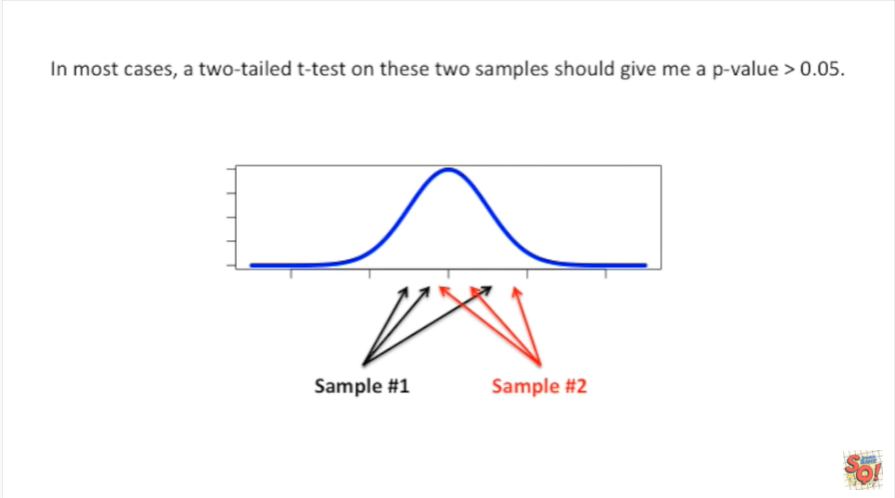 In most cases, a two-tailed t-test on these two samples should give me a p-value > 0.05.
Sample #1
Sample #2
SQ!